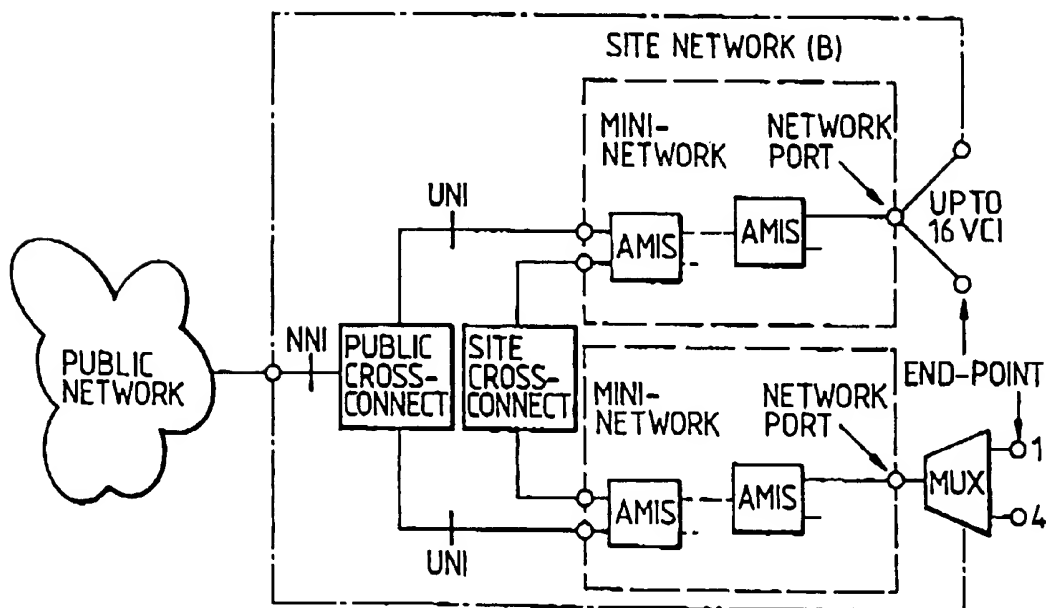 SITE NETWORK (B)
MINI-
NETWORK
NETWORK
PORT
UNI
UP TO
16 VCI
AMIS
AMIS
NNI
PUBLIC
NETWORK
PUBLIC
CROSS-
CONNECT
SITE
CROSS-
CONNECT
END-POINT
MINI-
NETWORK
NETWORK
PORT
1
MUX
AMIS
AMIS
4
UNI